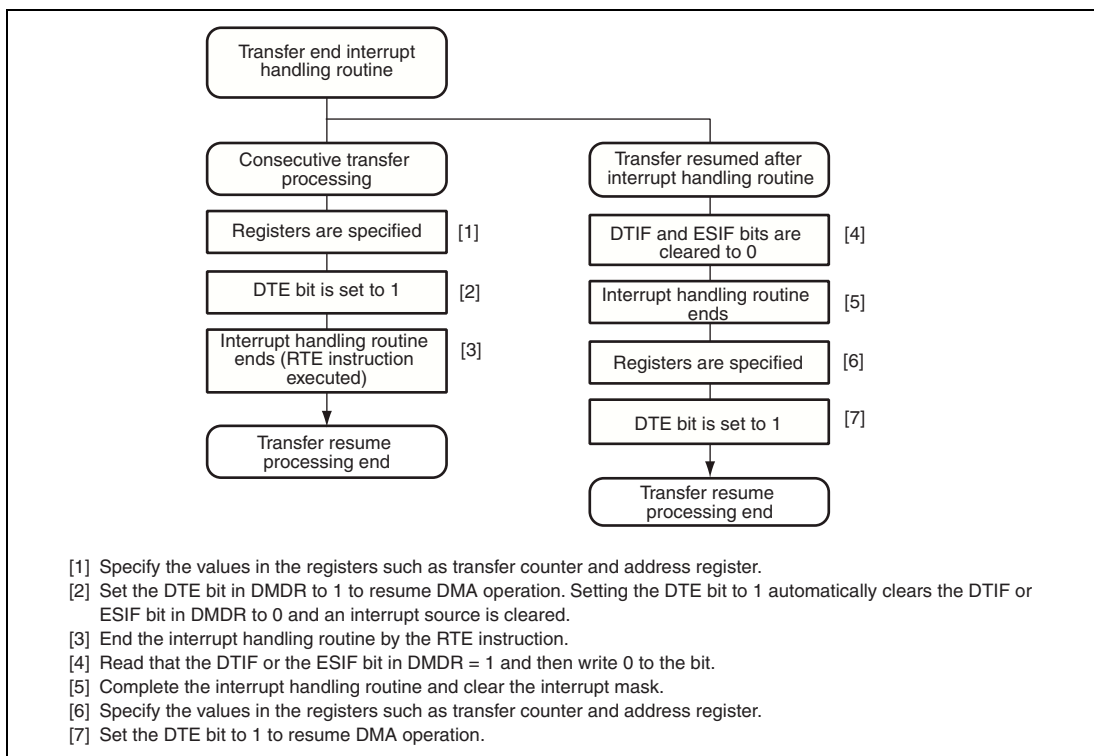 Transfer end interrupt
handling routine
Consecutive transfer
processing
Registers are specified
[1]
DTE bit is set to 1
[2]
Interrupt handling routine
ends (RTE instruction
executed)
[3]
Transfer resume
processing end
Transfer resumed after
interrupt handling routine
DTIF and ESIF bits are
cleared to 0
[4]
Interrupt handling routine
ends
[5]
Registers are specified
[6]
DTE bit is set to 1
[7]
Transfer resume
processing end
[1] Specify the values in the registers such as transfer counter and address register.
[2] Set the DTE bit in DMDR to 1 to resume DMA operation. Setting the DTE bit to 1 automatically clears the DTIF or
ESIF bit in DMDR to 0 and an interrupt source is cleared.
[3] End the interrupt handling routine by the RTE instruction.
[4] Read that the DTIF or the ESIF bit in DMDR = 1 and then write 0 to the bit.
[5] Complete the interrupt handling routine and clear the interrupt mask.
[6] Specify the values in the registers such as transfer counter and address register.
[7] Set the DTE bit to 1 to resume DMA operation.